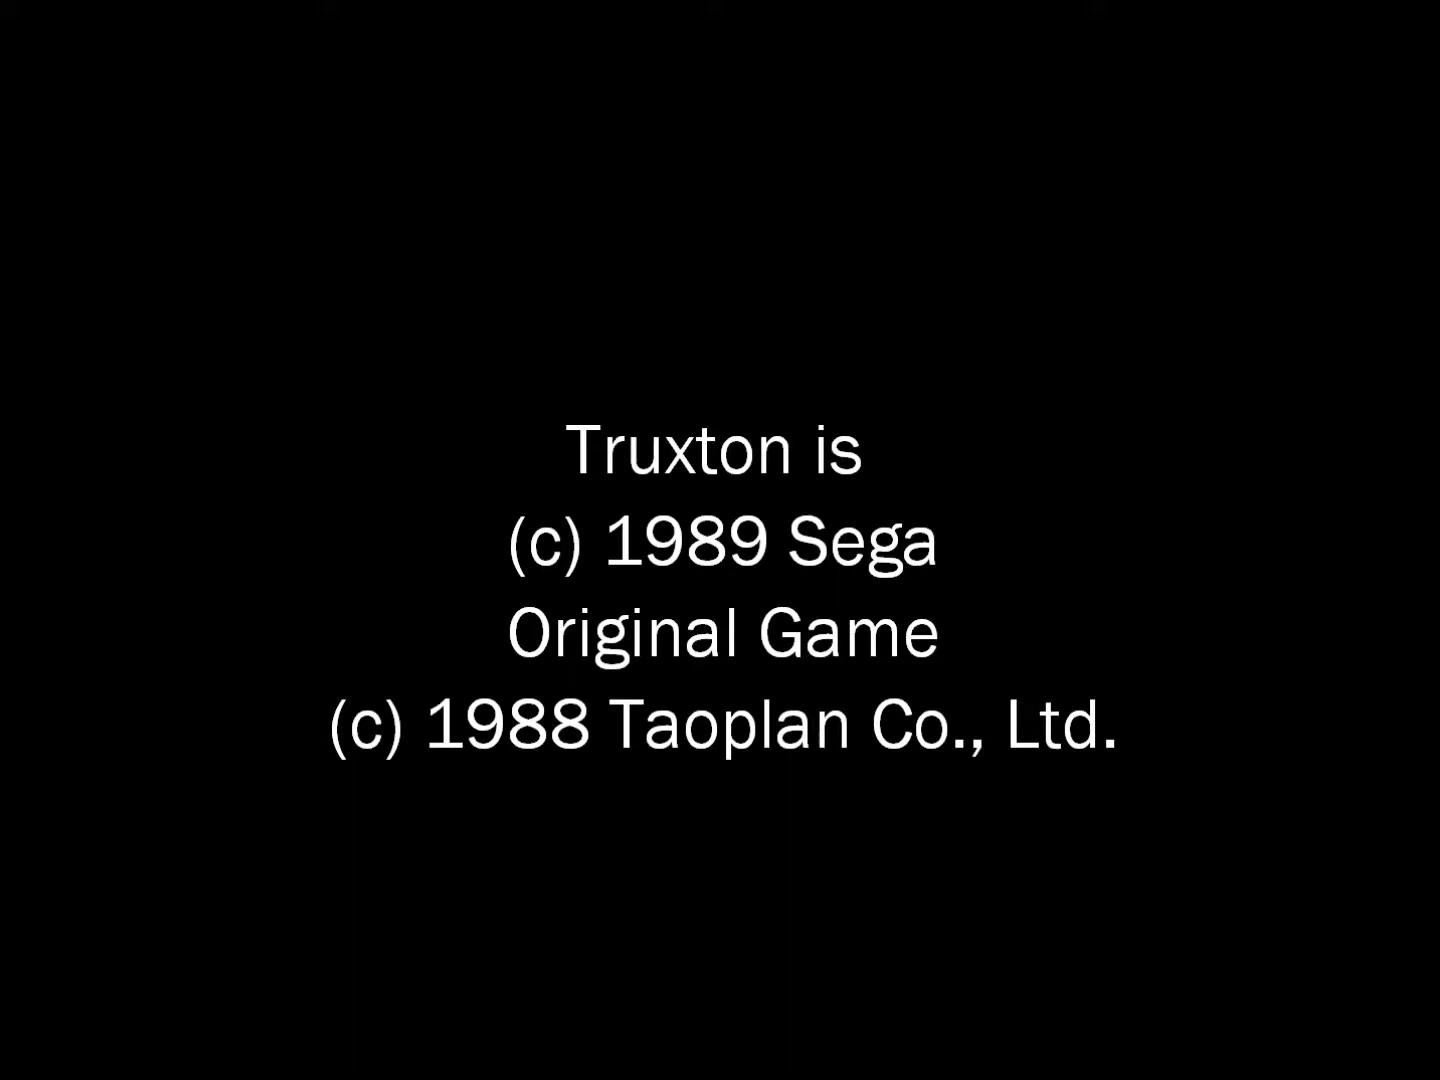 Truxton is
(c) 1989 Sega
Original Game
(c) 1988 Taoplan Co., Ltd.